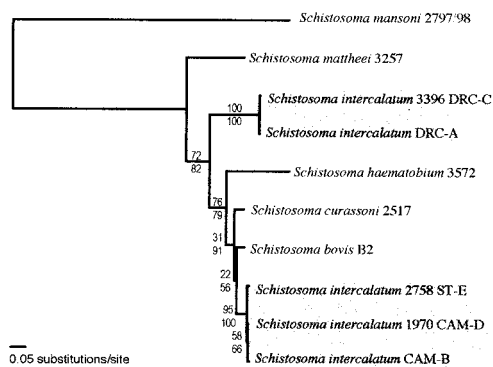 Schistosoma mansoni 2797/98
Schistosoma mattheei 3257
Schistosoma intercalatum 3396 DRC-C
100
100
Schistosoma intercalatum DRC-A
72
82
Schistosoma haematobium 3572
76
79
Schistosoma curassoni 2517
31
91
Schistosoma bovis B2
22
56
Schistosoma intercalatum 2758 ST-E
95
100
Schistosoma intercalatum 1970 CAM-D
58
66
Schistosoma intercalatum CAM-B
0.05 substitutions/site